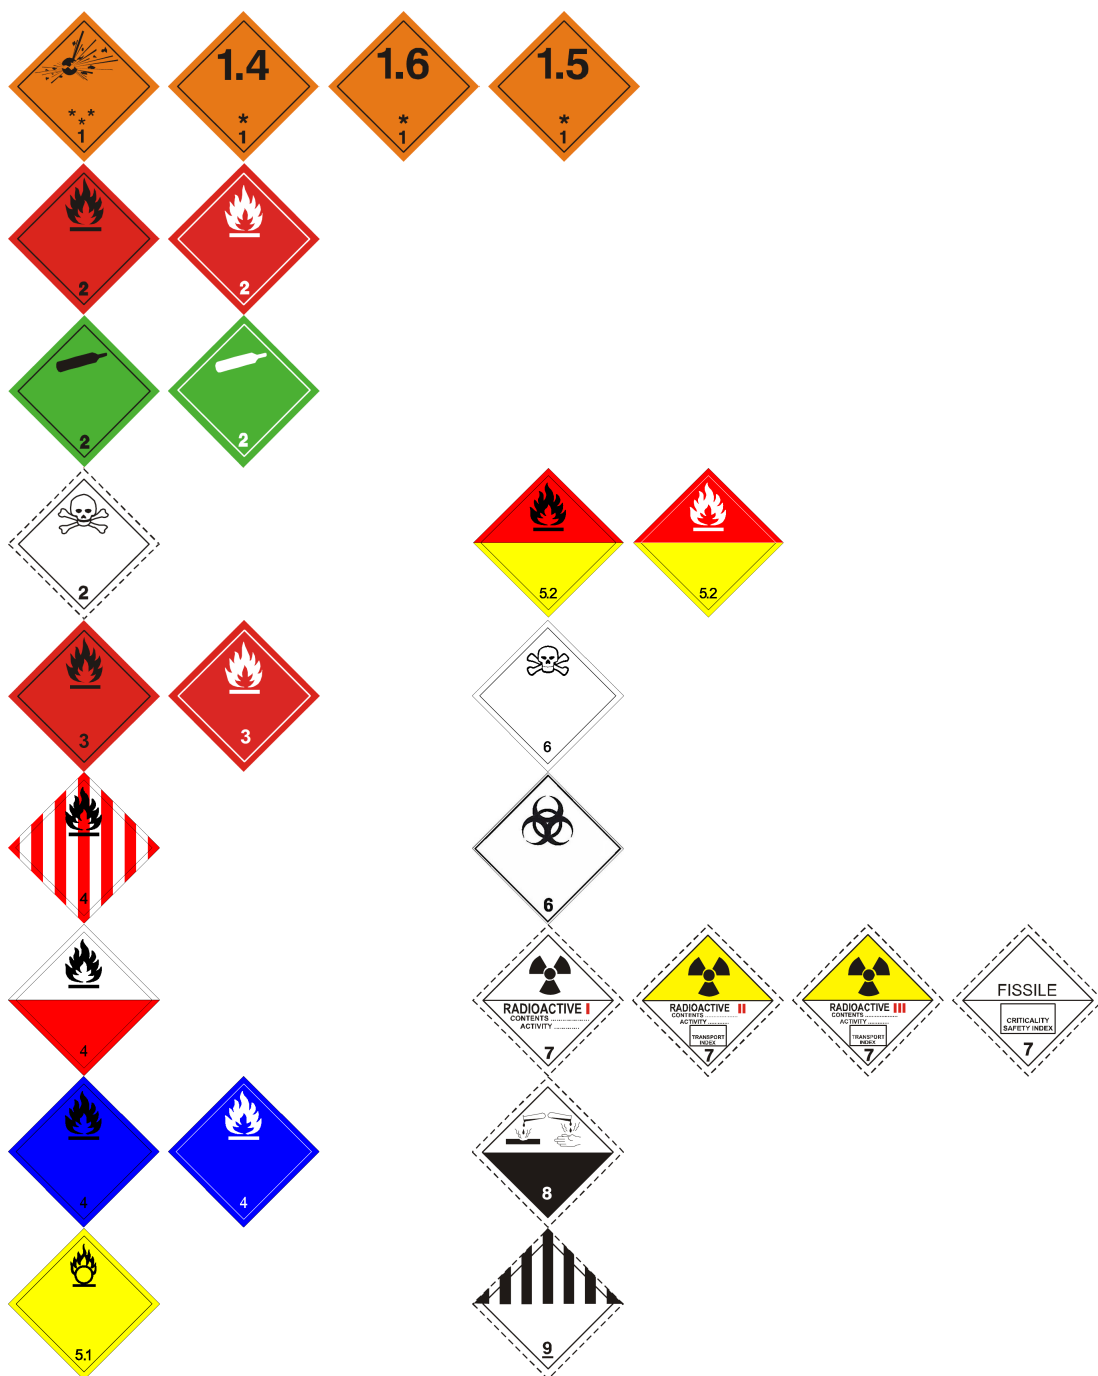 1.4
1.6
1.5
* * *
*
*
*
1
1
1
1
2
2
2
2
2
5.2
5.2
3
3
6
4
6
4
RADIOACTIVE I
CONTENTS ....................
ACTIVITY ................
7
RADIOACTIVE II
CONTENTS ....................
ACTIVITY ..........
TRANSPORT
INDEX
7
RADIOACTIVE III
CONTENTS ....................
ACTIVITY ..........
TRANSPORT
INDEX
7
FISSILE
CRITICALITY
SAFETY INDEX
7
4
4
8
5.1
9